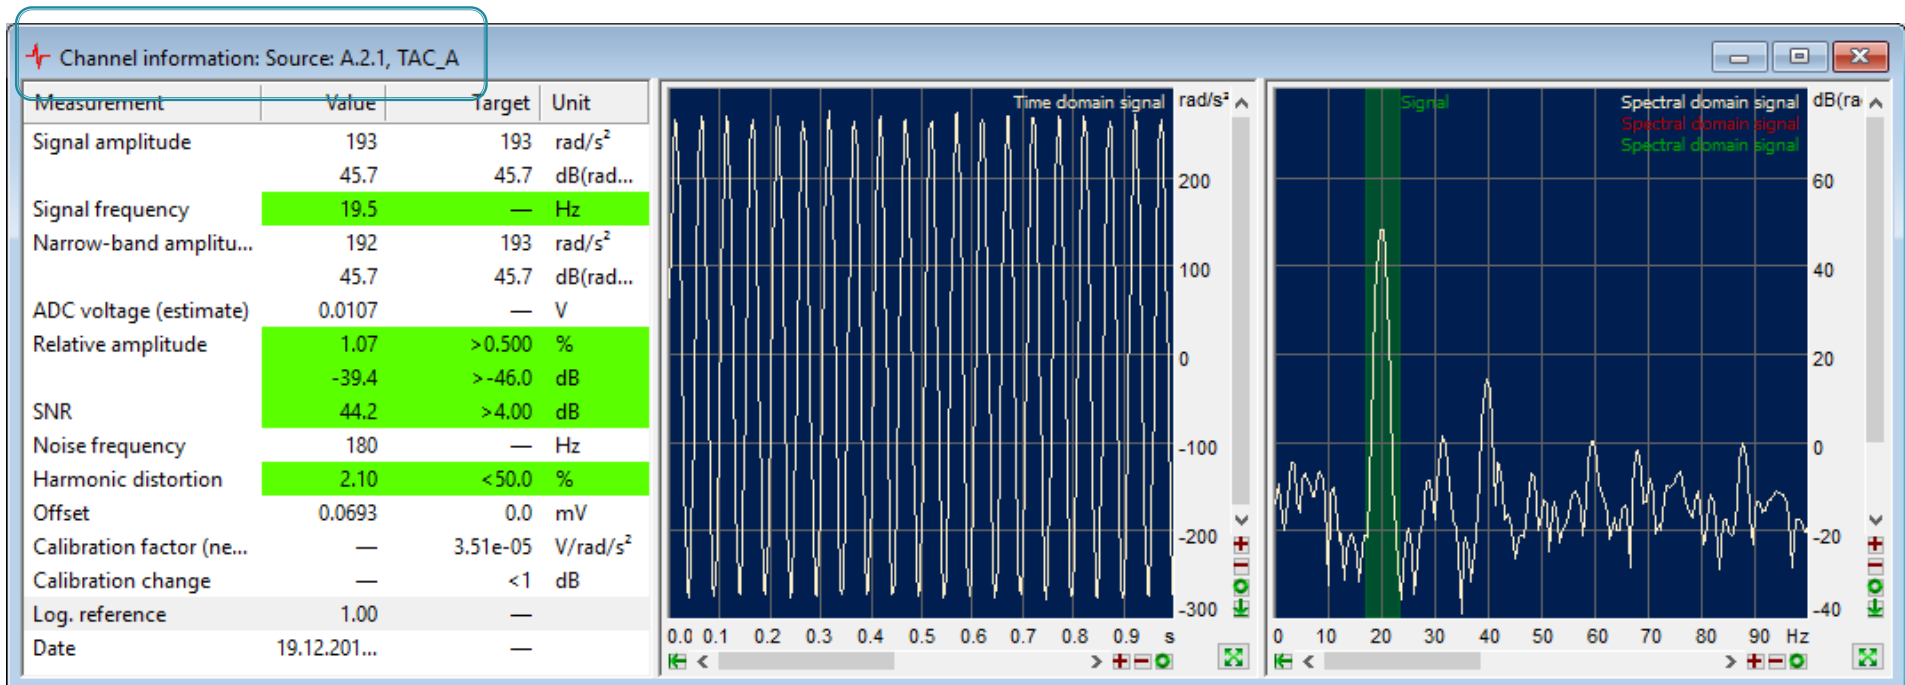 Channel information: Source: A.2.1, TAC_A
Measurement Value Target Unit
Signal amplitude 193 193 rad/s²
45.7 45.7 dB(rad...
Signal frequency 19.5 — Hz
Narrow-band amplitu... 192 193 rad/s²
45.7 45.7 dB(rad...
ADC voltage (estimate) 0.0107 — V
Relative amplitude 1.07 >0.500 %
-39.4 >-46.0 dB
SNR 44.2 >4.00 dB
Noise frequency 180 — Hz
Harmonic distortion 2.10 <50.0 %
Offset 0.0693 0.0 mV
Calibration factor (ne... — 3.51e-05 V/rad/s²
Calibration change — <1 dB
Log. reference 1.00 —
Date 19.12.201... —
Time domain signal rad/s²
200
100
0
-100
-200
-300
0.0 0.1 0.2 0.3 0.4 0.5 0.6 0.7 0.8 0.9 s
Signal Spectral domain signal dB(ra
Spectral domain signal
Spectral domain signal
60
40
20
0
-20
-40
0 10 20 30 40 50 60 70 80 90 Hz